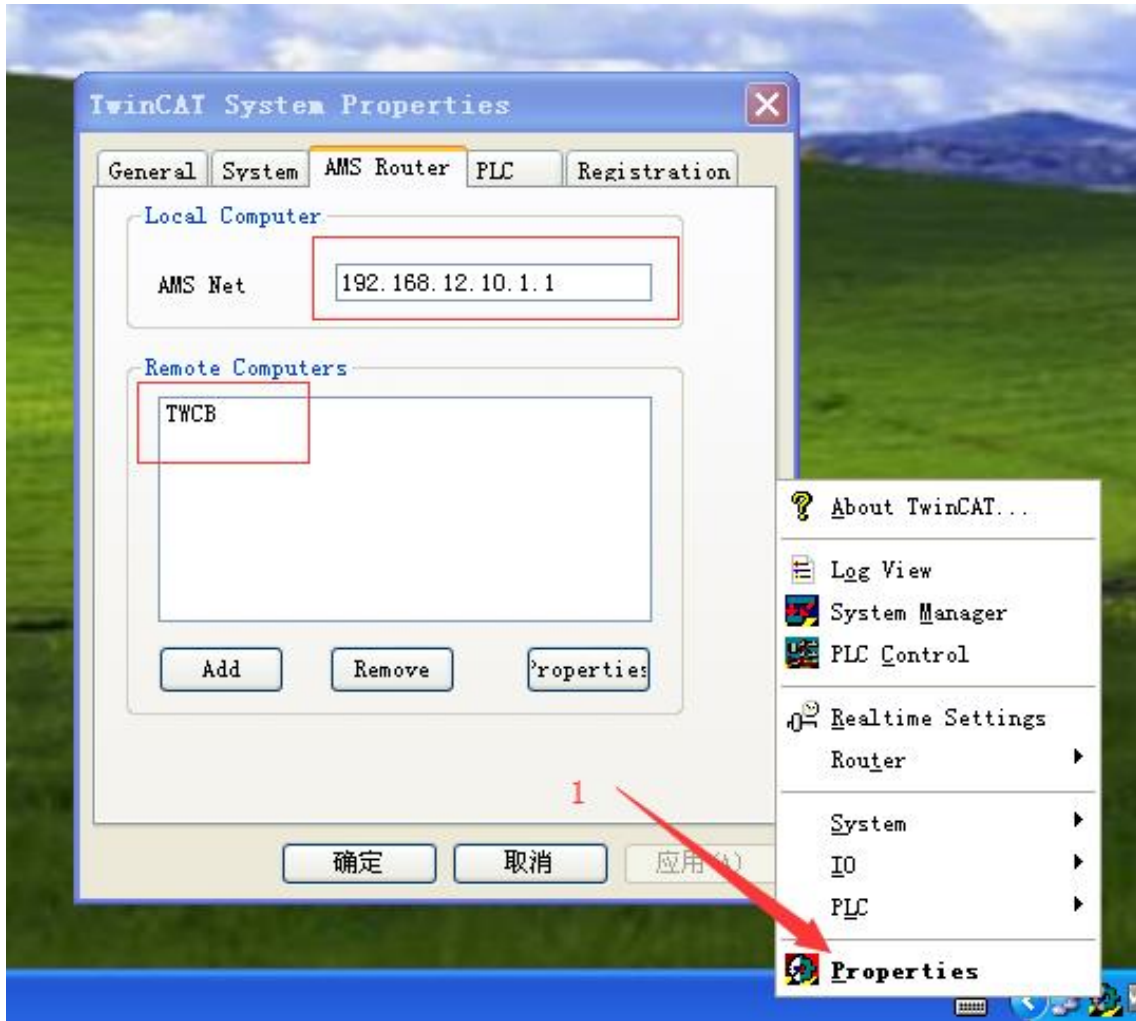 TwinCAT System Properties
General System AMS Router PLC Registration
Local Computer
AMS Net 192.168.12.10.1.1
Remote Computers
TWCB
Add Remove Properties
1
确定 取消 应用(A)
About TwinCAT...
Log View
System Manager
PLC Control
Realtime Settings
Router
System
IO
PLC
Properties